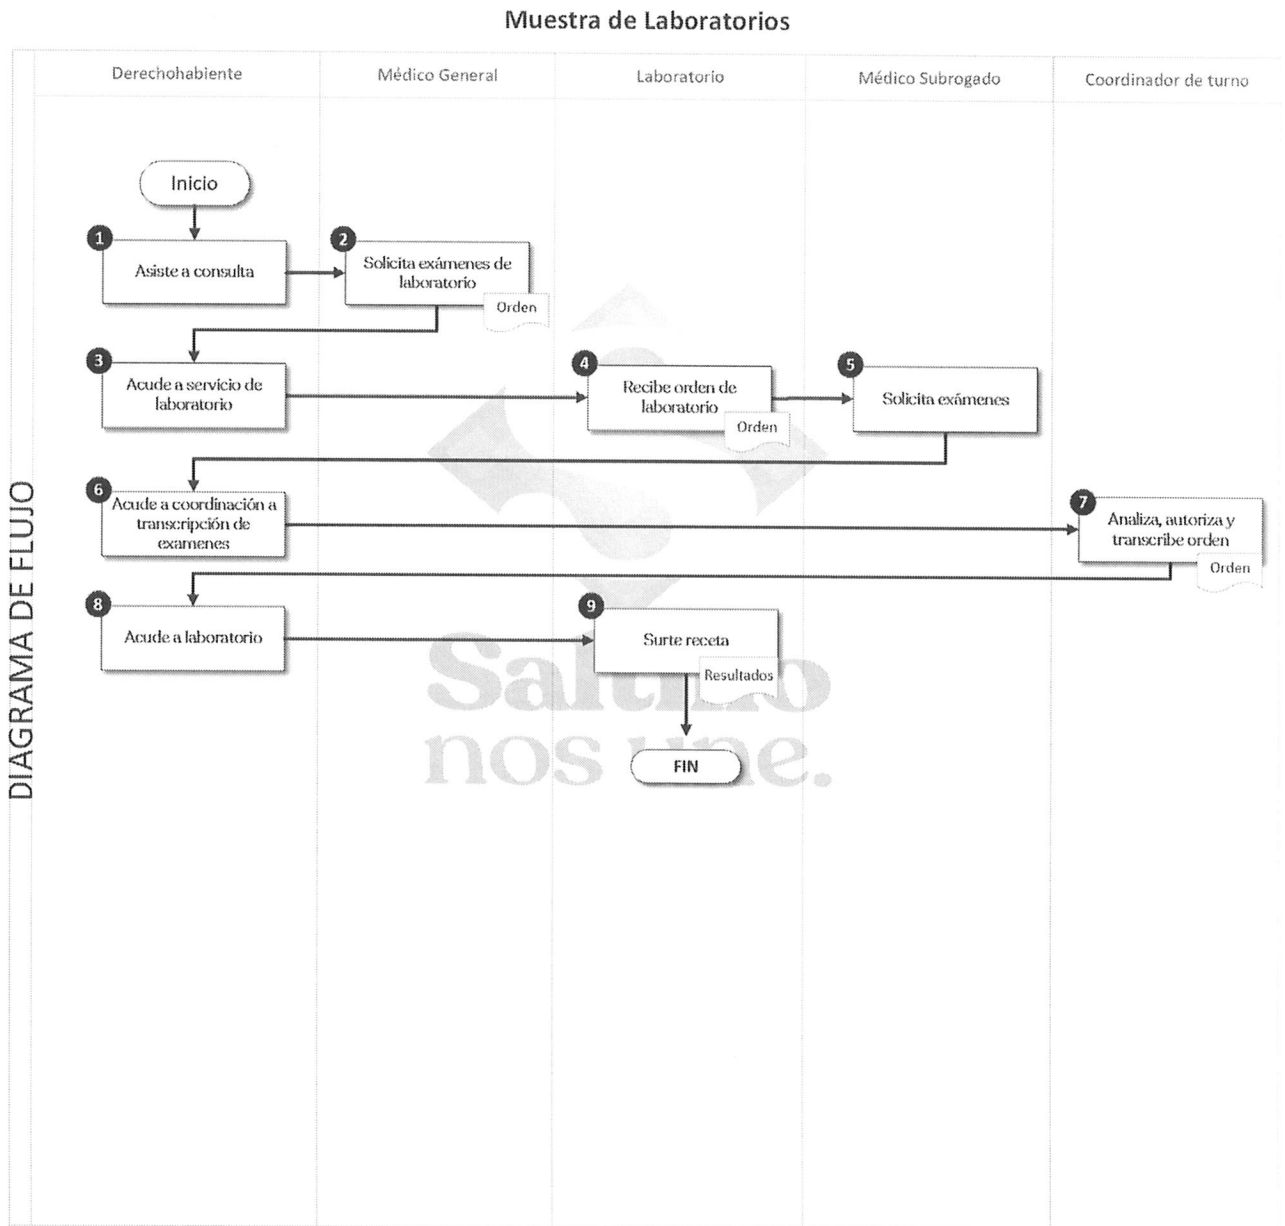 Muestra de Laboratorios
Derechohabiente
Médico General
Laboratorio
Médico Subrogado
Coordinador de turno
DIAGRAMA DE FLUJO
Inicio
1
Asiste a consulta
2
Solicita exámenes de
laboratorio
Orden
3
Acude a servicio de
laboratorio
4
Recibe orden de
laboratorio
Orden
5
Solicita exámenes
6
Acude a coordinación a
transcripción de
examenes
7
Analiza, autoriza y
transcribe orden
Orden
8
Acude a laboratorio
9
Surte receta
Resultados
FIN
Saltillo
nos une.